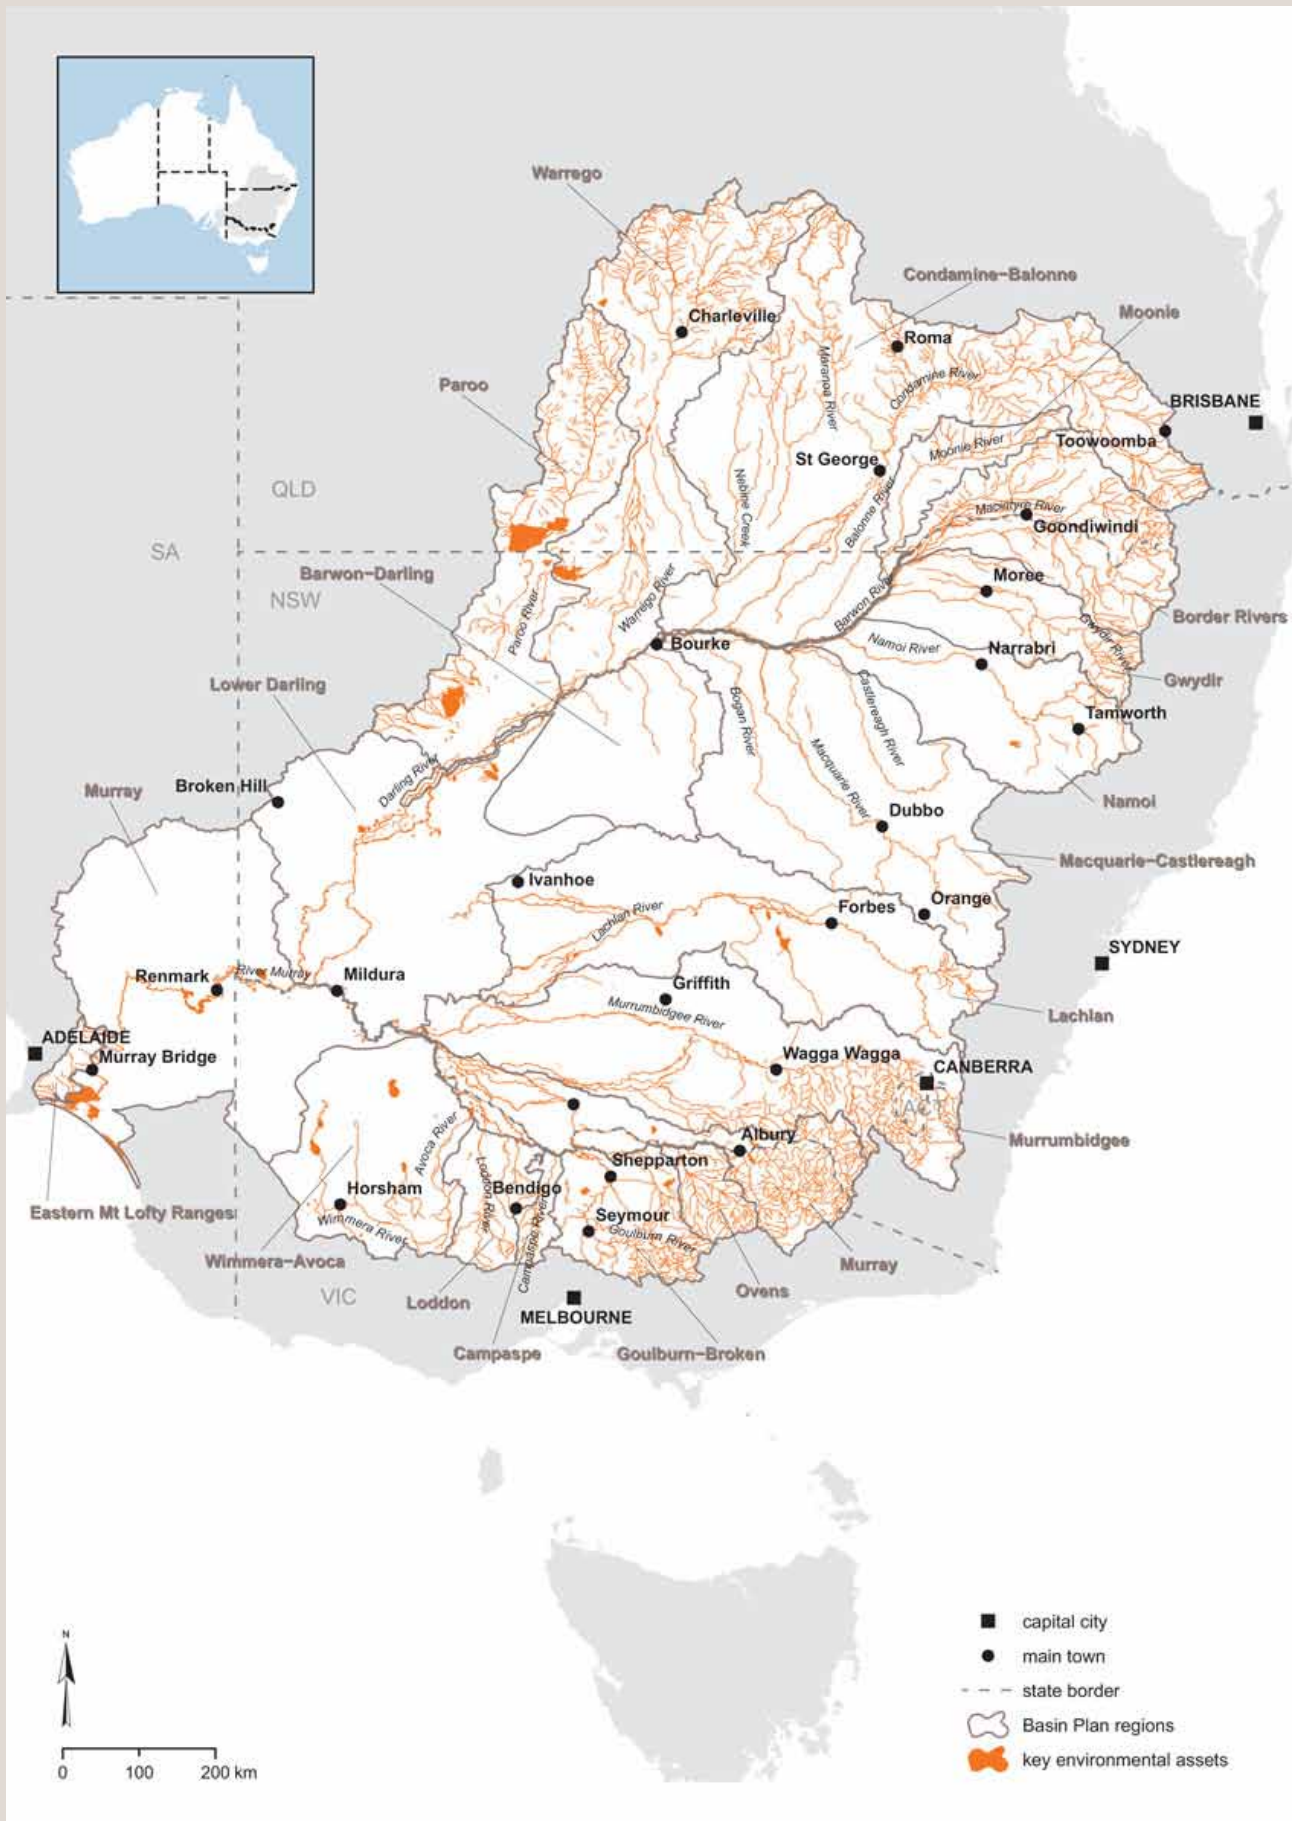 Warrego
Condamine–Balonne
Moonie
Charleville
Roma
Maranoa River
Condamine River
Paroo
BRISBANE
Toowoomba
Moonie River
St George
Nebine Creek
Balonne River
QLD
Macintyre River
Goondiwindi
SA
Barwon–Darling
NSW
Moree
Warrego River
Paroo River
Barwon River
Border Rivers
Gwydir River
Bourke
Namoi River
Narrabri
Gwydir
Lower Darling
Castlereagh River
Bogan River
Tamworth
Macquarie River
Darling River
Broken Hill
Murray
Namoi
Dubbo
Macquarie–Castlereagh
Ivanhoe
Lachlan River
Forbes
Orange
SYDNEY
Renmark
River Murray
Mildura
Griffith
Murrumbidgee River
Lachlan
ADELAIDE
Murray Bridge
Wagga Wagga
CANBERRA
ACT
Avoca River
Albury
Murrumbidgee
Shepparton
Loddon River
Horsham
Bendigo
Eastern Mt Lofty Ranges
Wimmera River
Campaspe River
Seymour
Goulburn River
Wimmera–Avoca
Murray
VIC
Loddon
Ovens
MELBOURNE
Campaspe
Goulburn–Broken
capital city
main town
state border
Basin Plan regions
key environmental assets
N
0 100 200 km